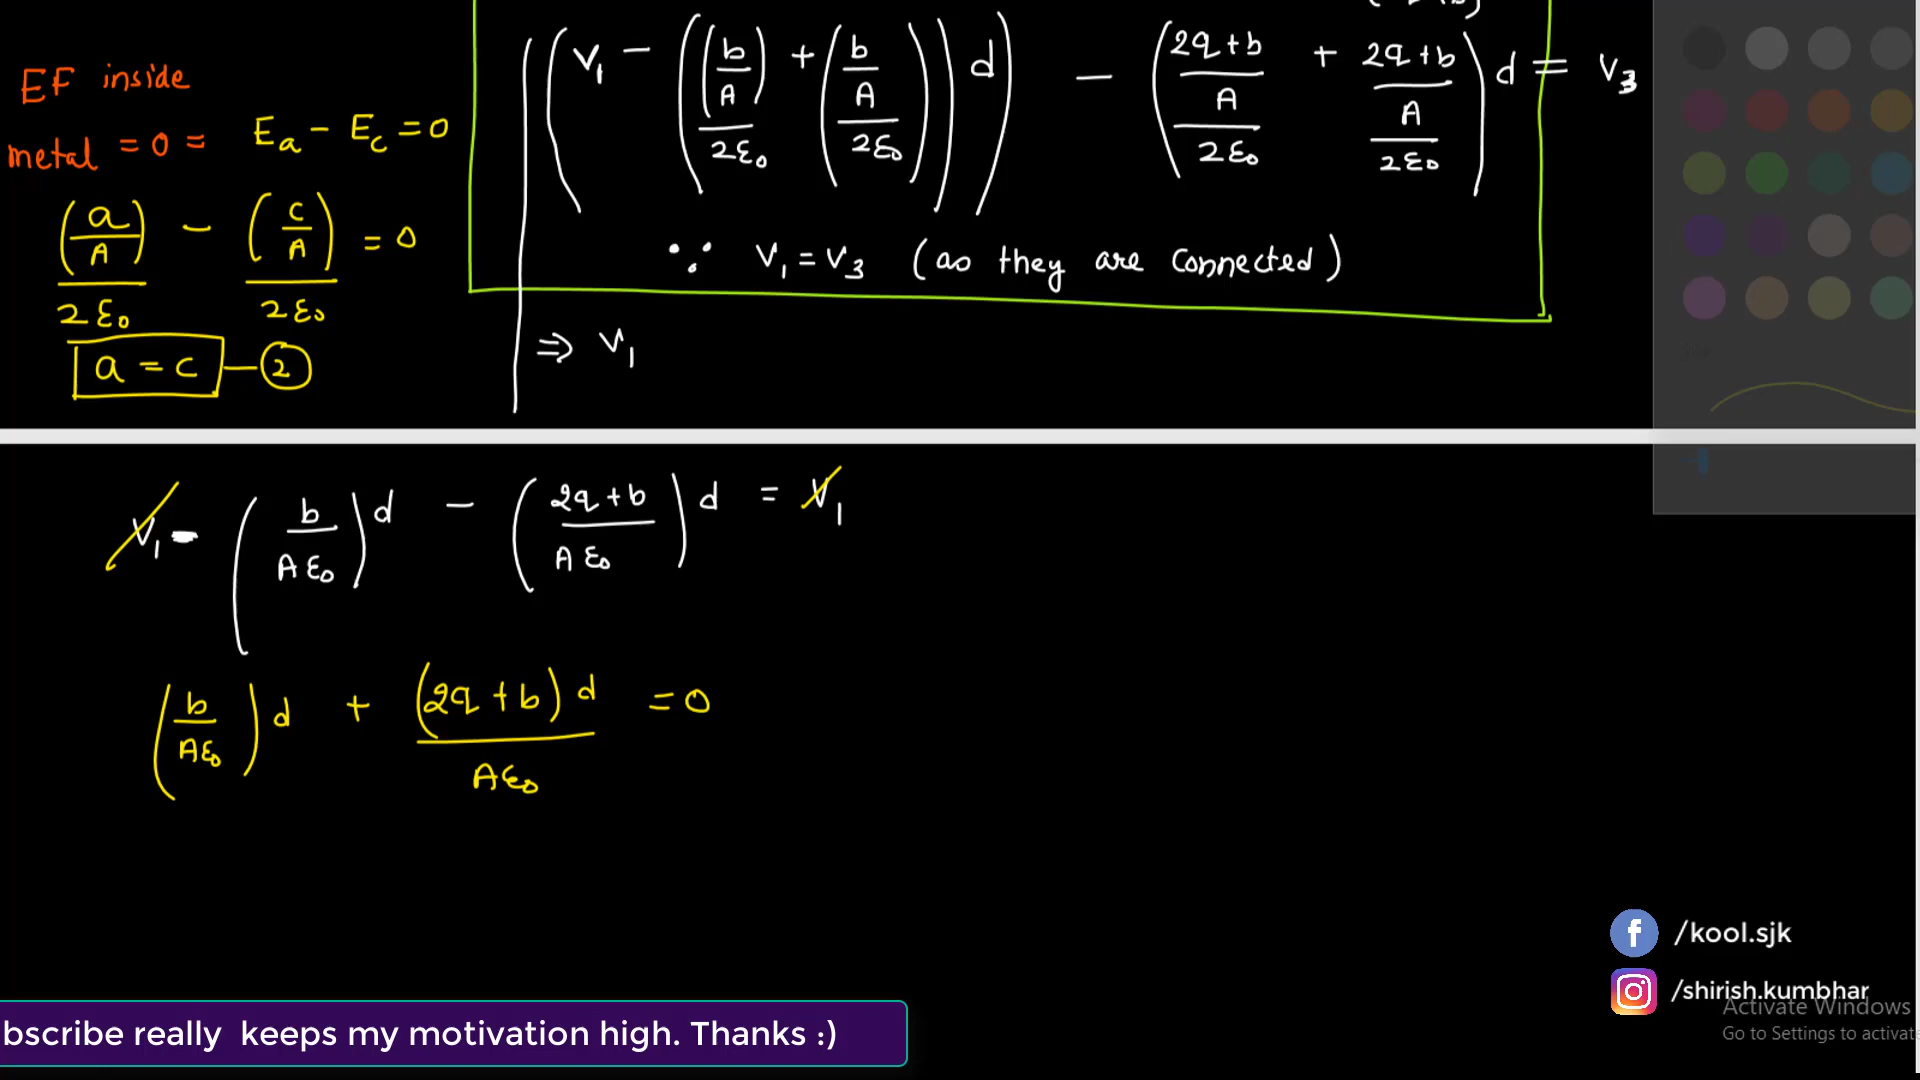 EF inside
metal = 0 = Ea - Ec = 0
(a/A)/2ε₀ - (c/A)/2ε₀ = 0
a = c — ②
((V₁ - ((b/A)/2ε₀ + (b/A)/2ε₀)) d) - ((2q+b)/A/2ε₀ + (2q+b)/A/2ε₀) d = V₃
∵ V₁ = V₃ (as they are connected)
⇒ V₁
V₁ - (b/Aε₀) d - ((2q+b)/Aε₀) d = V₁
(b/Aε₀) d + (2q+b) d/Aε₀ = 0
/kool.sjk
/shirish.kumbhar
Activate Windows
Go to Settings to activat
bscribe really keeps my motivation high. Thanks :)